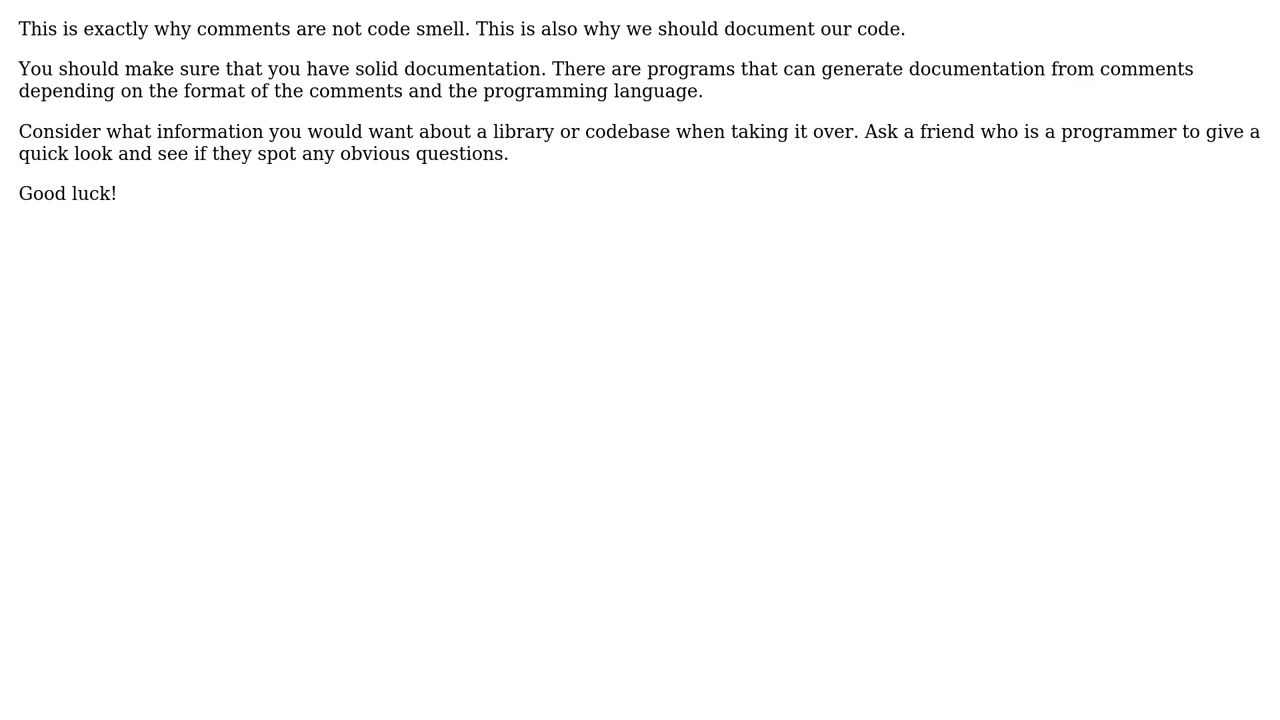 This is exactly why comments are not code smell. This is also why we should document our code.
You should make sure that you have solid documentation. There are programs that can generate documentation from comments
depending on the format of the comments and the programming language.
Consider what information you would want about a library or codebase when taking it over. Ask a friend who is a programmer to give a
quick look and see if they spot any obvious questions.
Good luck!